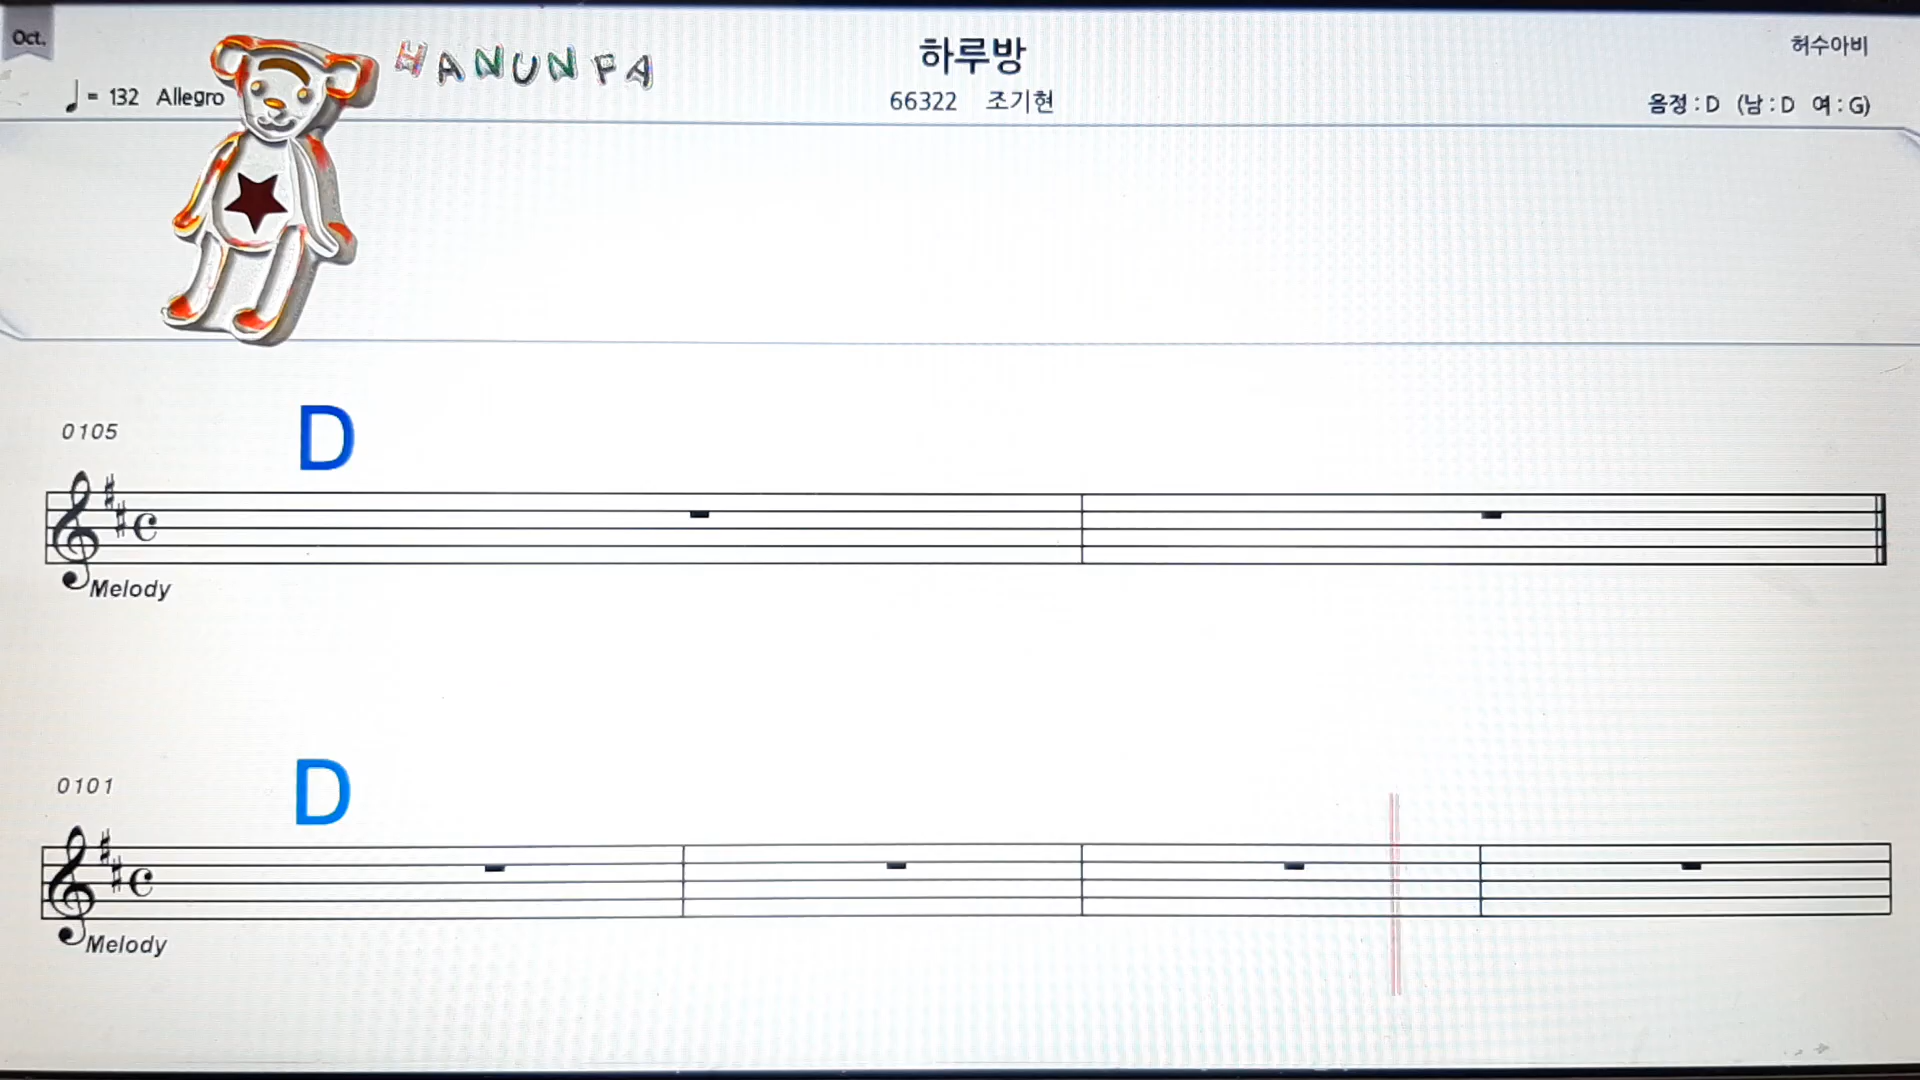 Oct.
♩ = 132 Allegro
HANUNFA
하루방
66322 조기현
허수아비
음정 : D (남 : D 여 : G)
0105
D
Melody
0101
D
Melody